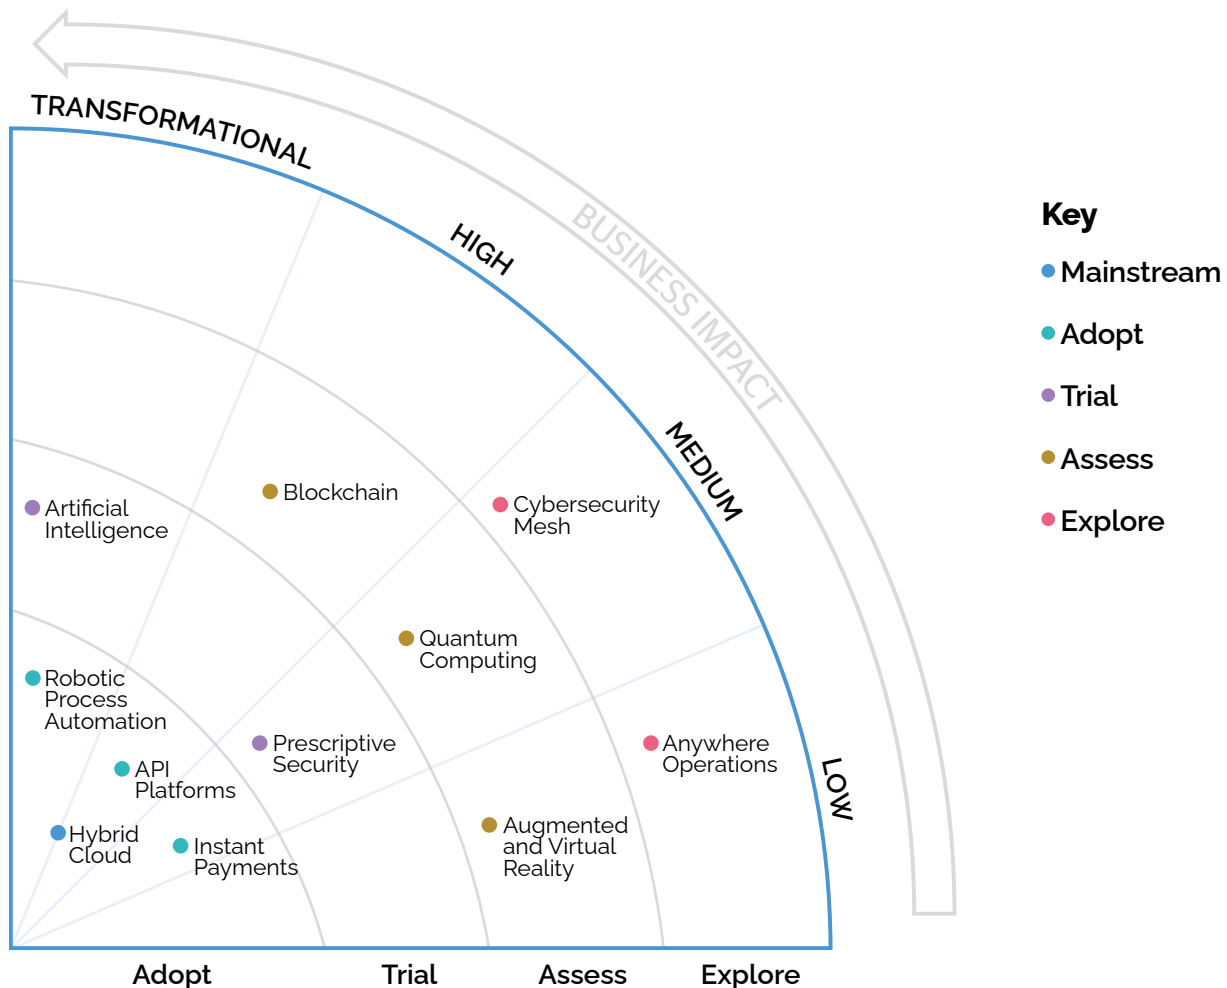 TRANSFORMATIONAL
HIGH
BUSINESS IMPACT
MEDIUM
LOW
Key
Mainstream
Adopt
Trial
Assess
Explore
Artificial
Intelligence
Blockchain
Cybersecurity
Mesh
Quantum
Computing
Robotic
Process
Automation
Prescriptive
Security
Anywhere
Operations
API
Platforms
Hybrid
Cloud
Instant
Payments
Augmented
and Virtual
Reality
Adopt
Trial
Assess
Explore